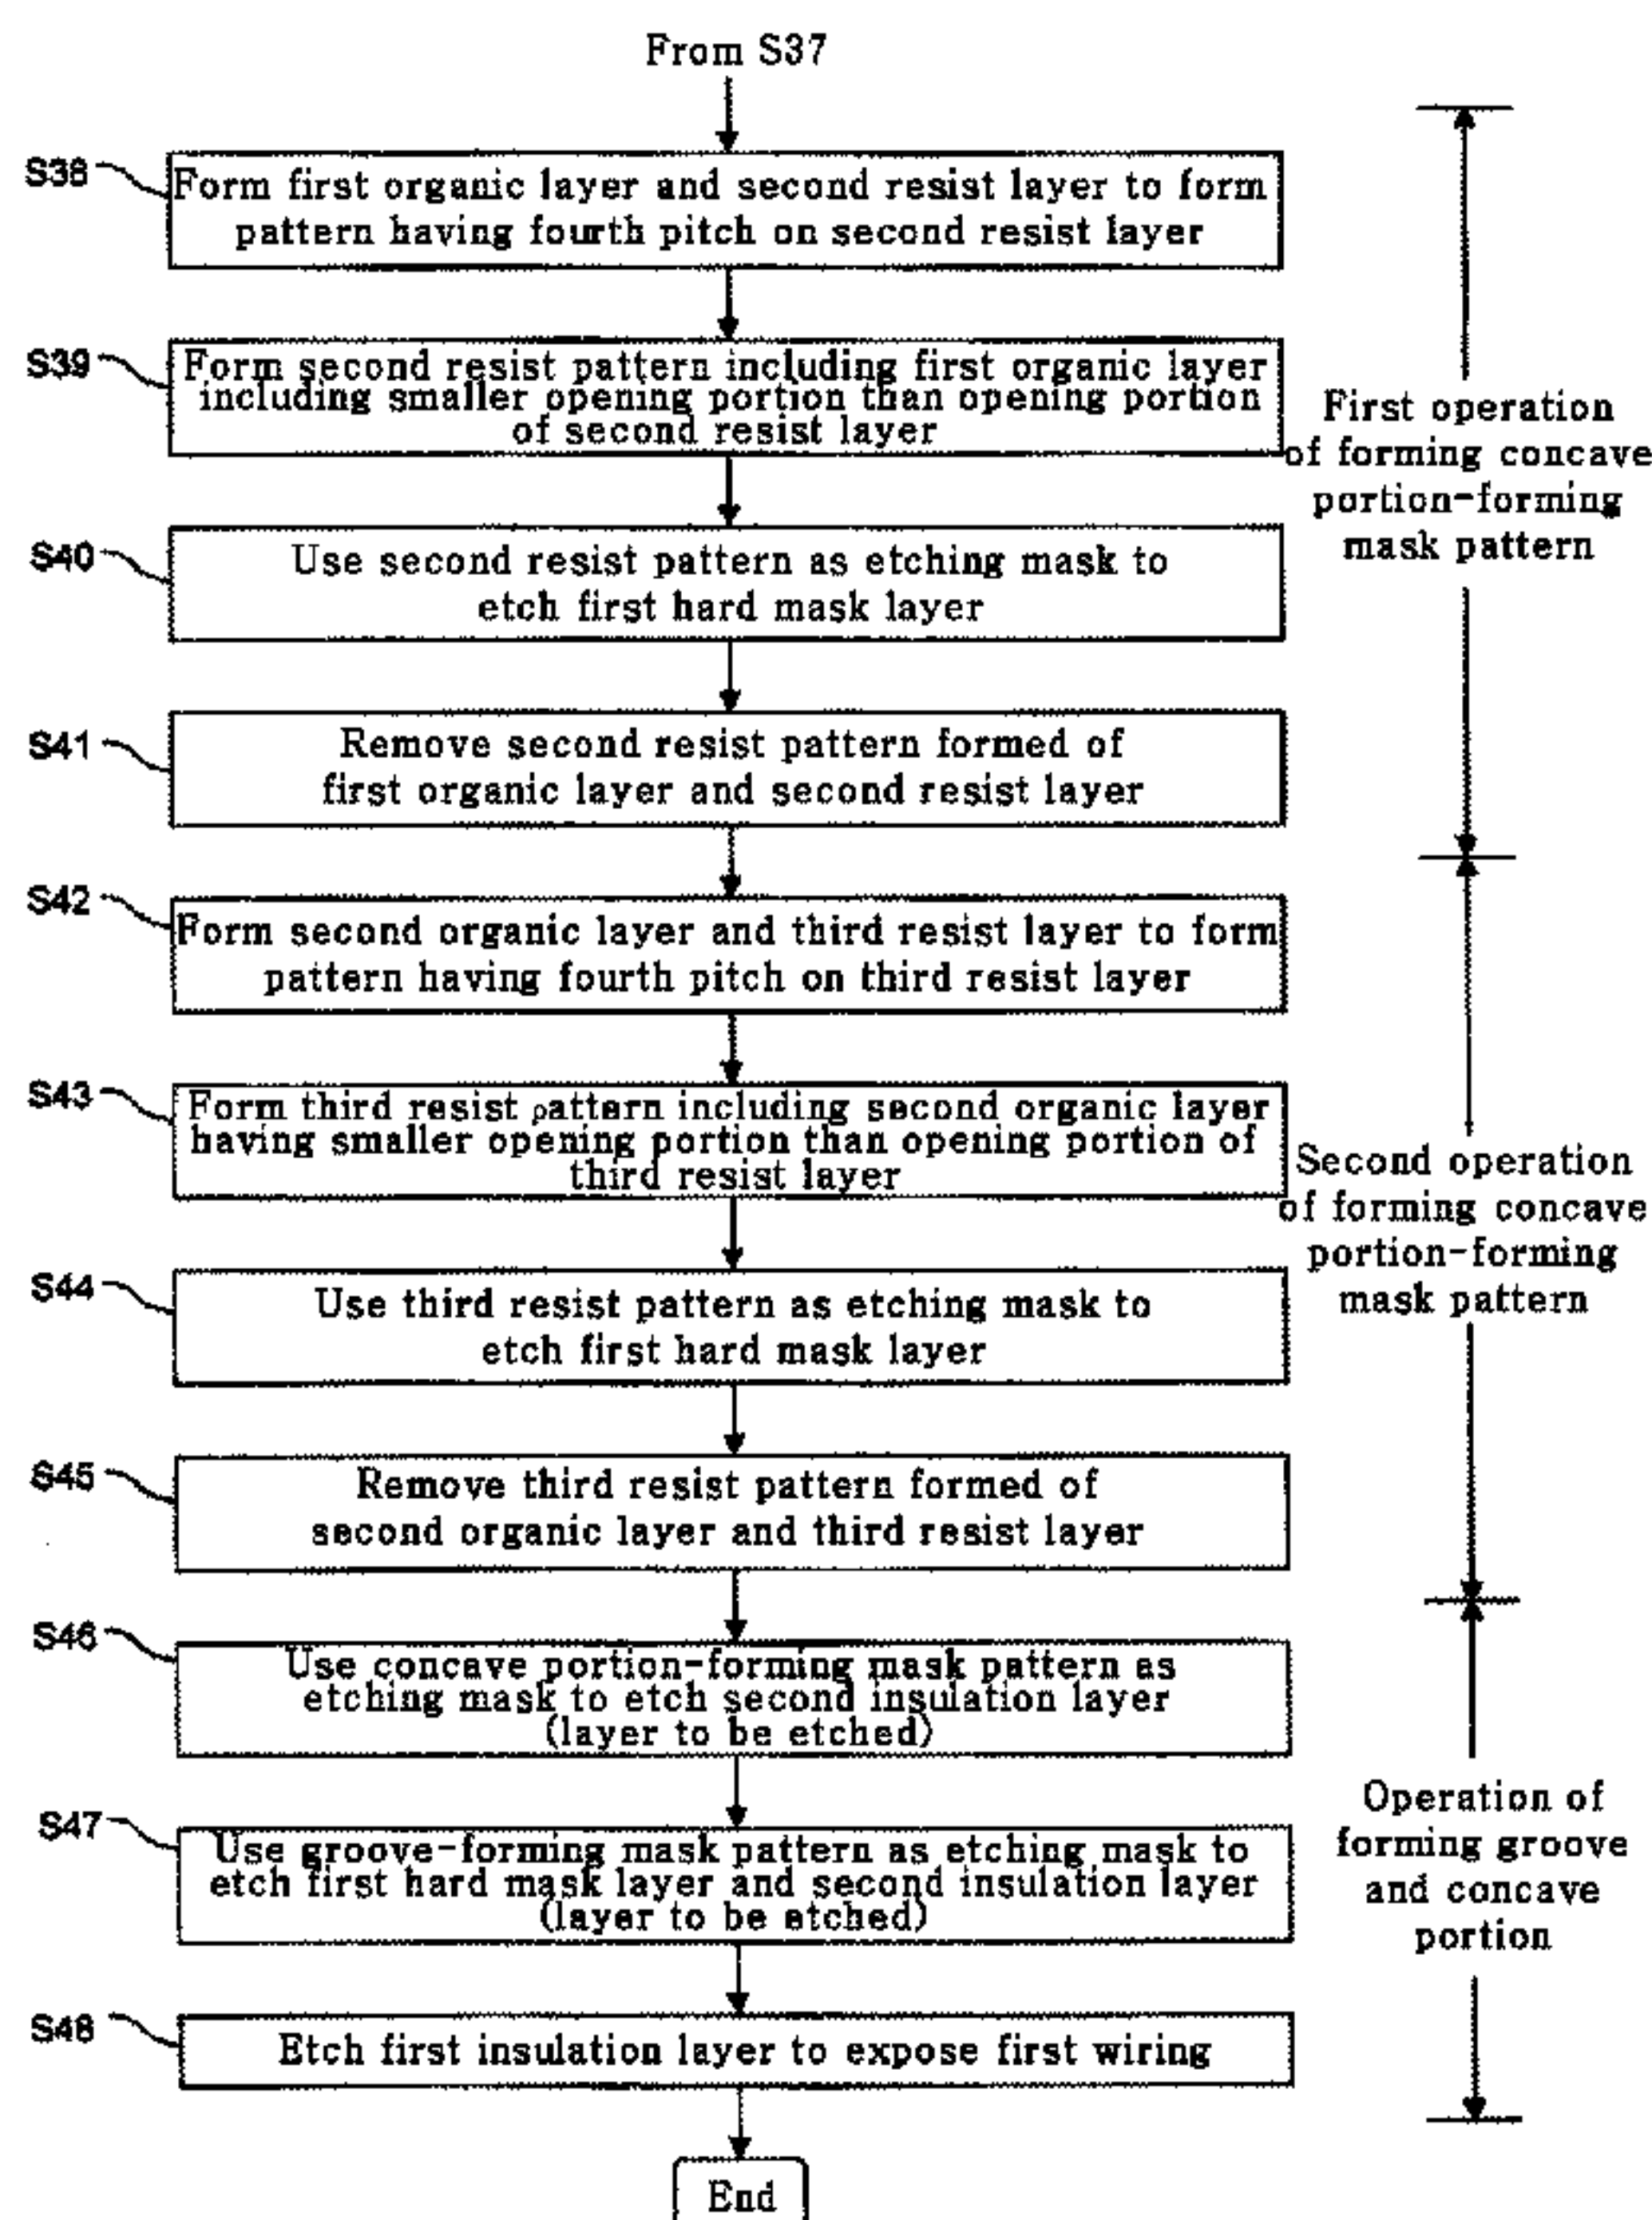 From S37
S38
Form first organic layer and second resist layer to form
pattern having fourth pitch on second resist layer
S39
Form second resist pattern including first organic layer
including smaller opening portion than opening portion
of second resist layer
First operation
of forming concave
portion-forming
mask pattern
S40
Use second resist pattern as etching mask to
etch first hard mask layer
S41
Remove second resist pattern formed of
first organic layer and second resist layer
S42
Form second organic layer and third resist layer to form
pattern having fourth pitch on third resist layer
S43
Form third resist pattern including second organic layer
having smaller opening portion than opening portion of
third resist layer
Second operation
of forming concave
portion-forming
mask pattern
S44
Use third resist pattern as etching mask to
etch first hard mask layer
S45
Remove third resist pattern formed of
second organic layer and third resist layer
S46
Use concave portion-forming mask pattern as
etching mask to etch second insulation layer
(layer to be etched)
S47
Use groove-forming mask pattern as etching mask to
etch first hard mask layer and second insulation layer
(layer to be etched)
Operation of
forming groove
and concave
portion
S48
Etch first insulation layer to expose first wiring
End